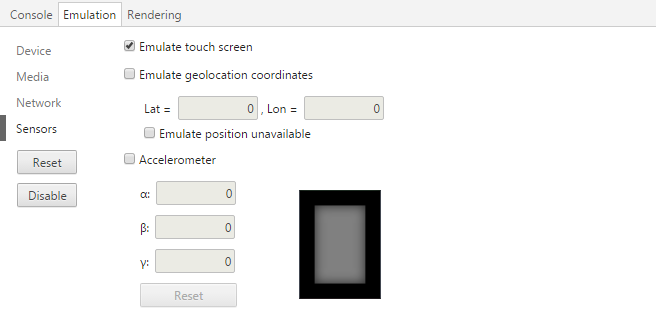 Console Emulation Rendering
Device
Media
Network
Sensors
Reset
Disable
Emulate touch screen
Emulate geolocation coordinates
Lat = 0 , Lon = 0
Emulate position unavailable
Accelerometer
α: 0
β: 0
γ: 0
Reset